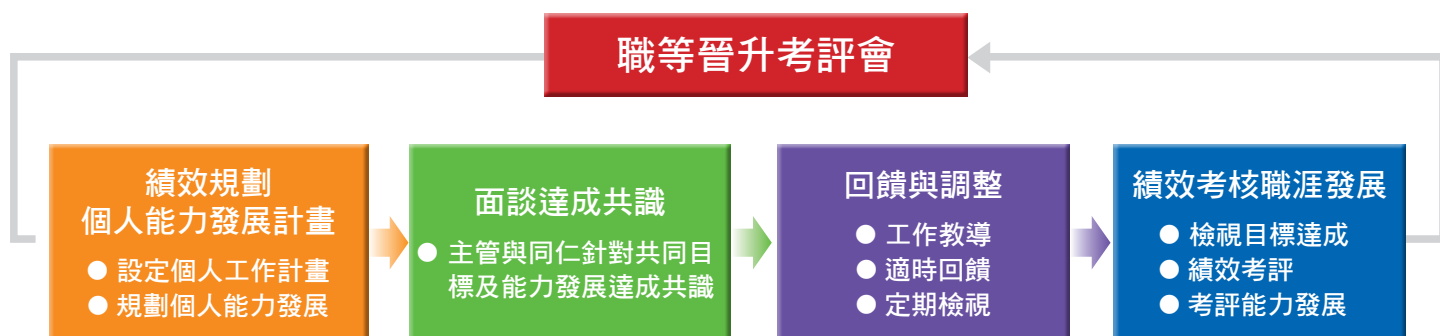 職等晉升考評會
績效規劃
個人能力發展計畫
● 設定個人工作計畫
● 規劃個人能力發展
面談達成共識
● 主管與同仁針對共同目
標及能力發展達成共識
回饋與調整
● 工作教導
● 適時回饋
● 定期檢視
績效考核職涯發展
● 檢視目標達成
● 績效考評
● 考評能力發展